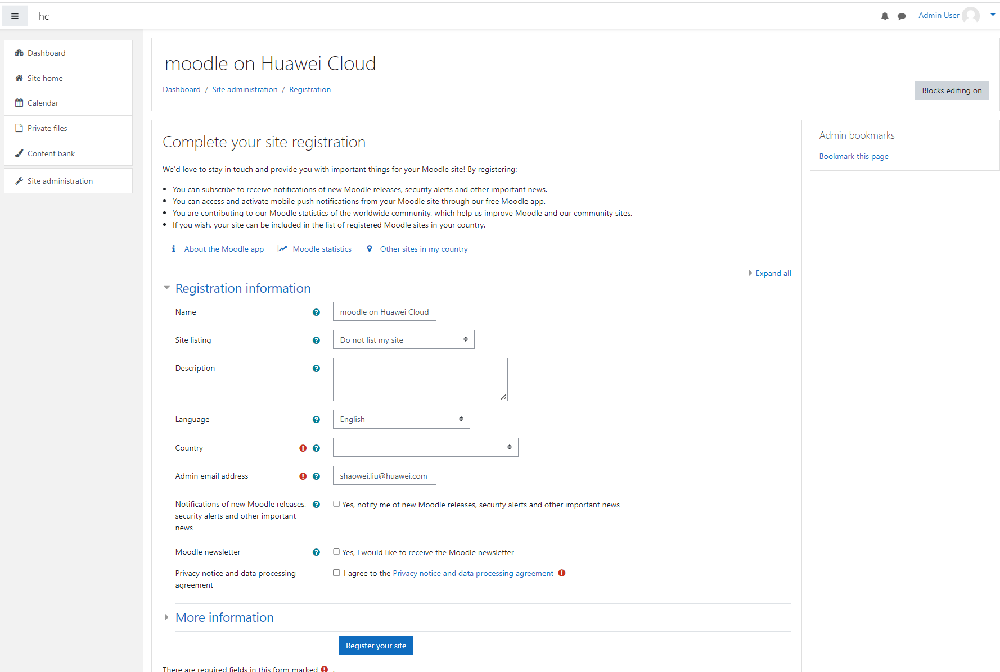 hc
Admin User
Dashboard
Site home
Calendar
Private files
Content bank
Site administration
moodle on Huawei Cloud
Dashboard / Site administration / Registration
Blocks editing on
Complete your site registration
We'd love to stay in touch and provide you with important things for your Moodle site! By registering:
You can subscribe to receive notifications of new Moodle releases, security alerts and other important news.
You can access and activate mobile push notifications from your Moodle site through our free Moodle app.
You are contributing to our Moodle statistics of the worldwide community, which help us improve Moodle and our community sites.
If you wish, your site can be included in the list of registered Moodle sites in your country.
About the Moodle app Moodle statistics Other sites in my country
Expand all
Registration information
Name moodle on Huawei Cloud
Site listing Do not list my site
Description
Language English
Country
Admin email address shaowei.liu@huawei.com
Notifications of new Moodle releases,
security alerts and other important
news
Yes, notify me of new Moodle releases, security alerts and other important news
Moodle newsletter Yes, I would like to receive the Moodle newsletter
Privacy notice and data processing
agreement
I agree to the Privacy notice and data processing agreement
More information
Register your site
There are required fields in this form marked .
Admin bookmarks
Bookmark this page